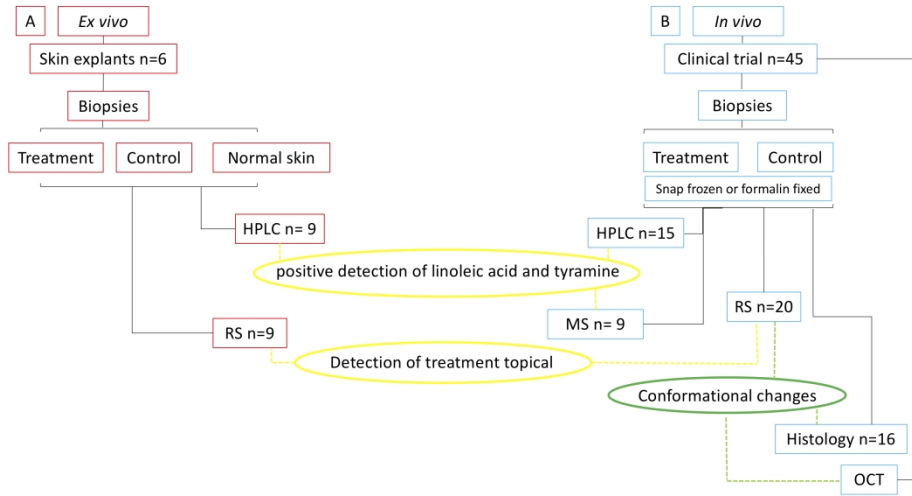 A
Ex vivo
Skin explants n=6
Biopsies
Treatment
Control
Normal skin
HPLC n= 9
RS n=9
B
In vivo
Clinical trial n=45
Biopsies
Treatment
Control
Snap frozen or formalin fixed
HPLC n=15
positive detection of linoleic acid and tyramine
MS n= 9
RS n=20
Detection of treatment topical
Conformational changes
Histology n=16
OCT